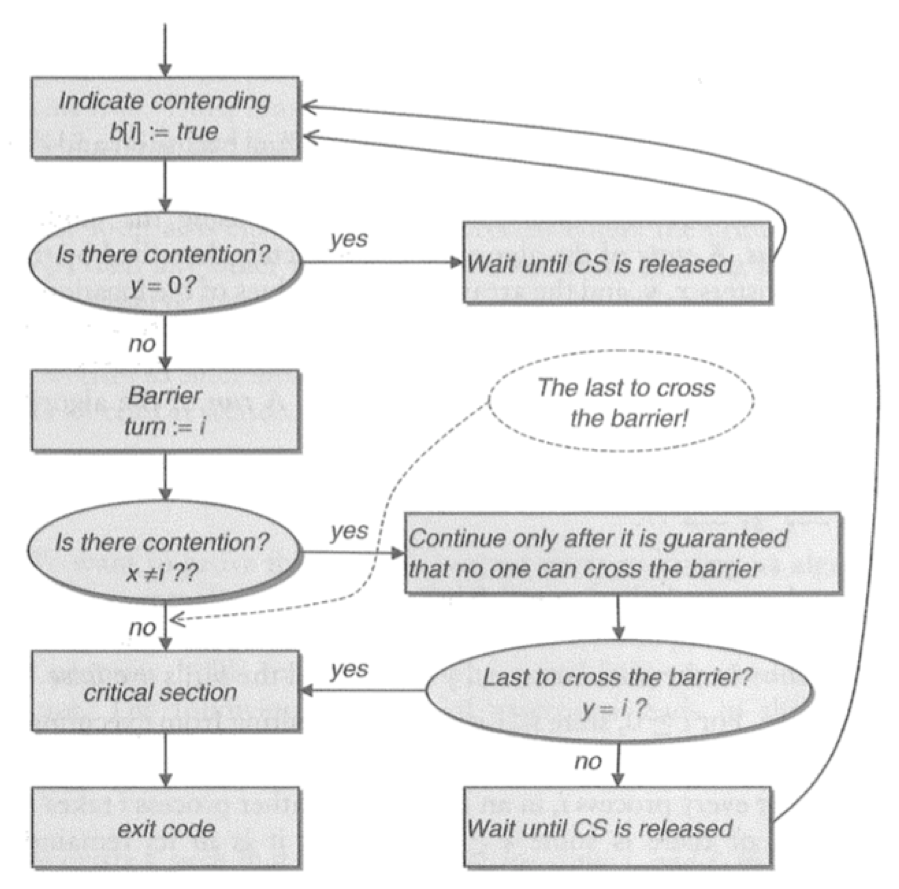 Indicate contending
b[i] := true
Is there contention?
y = 0?
yes
Wait until CS is released
no
Barrier
turn := i
The last to cross
the barrier!
Is there contention?
x ≠ i ??
yes
Continue only after it is guaranteed
that no one can cross the barrier
no
critical section
yes
Last to cross the barrier?
y = i ?
no
exit code
Wait until CS is released